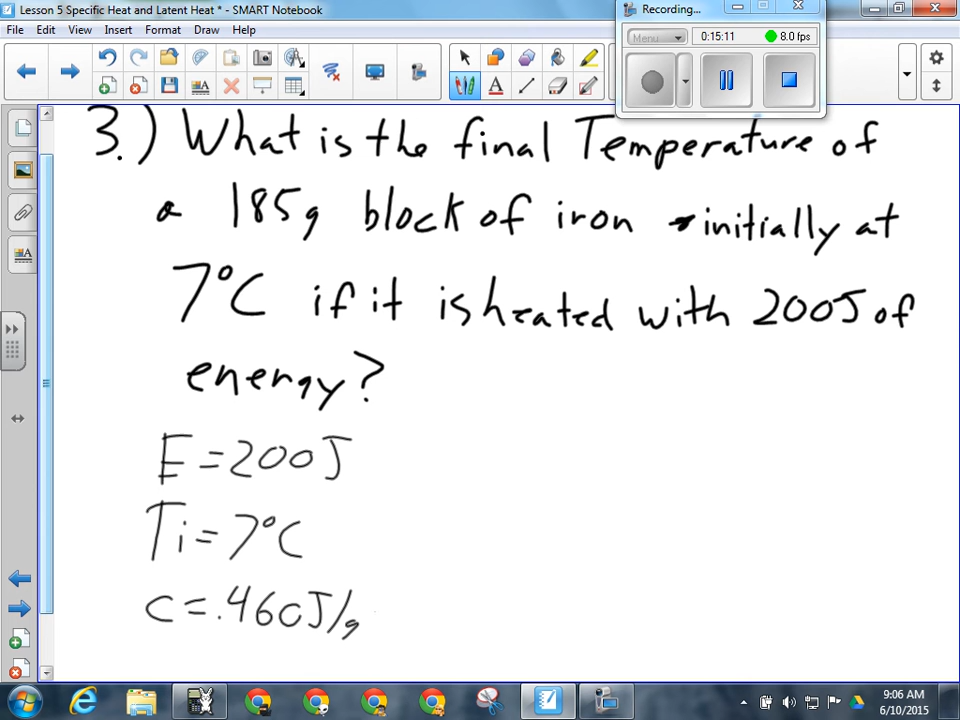 Lesson 5 Specific Heat and Latent Heat * - SMART Notebook
Recording...
File Edit View Insert Format Draw Help
Menu 0:15:11 8.0 fps
3.) What is the final Temperature of
a 185g block of iron initially at
7°C if it is heated with 200J of
energy?
E = 200J
Ti = 7°C
c = .460J/g
9:06 AM
6/10/2015